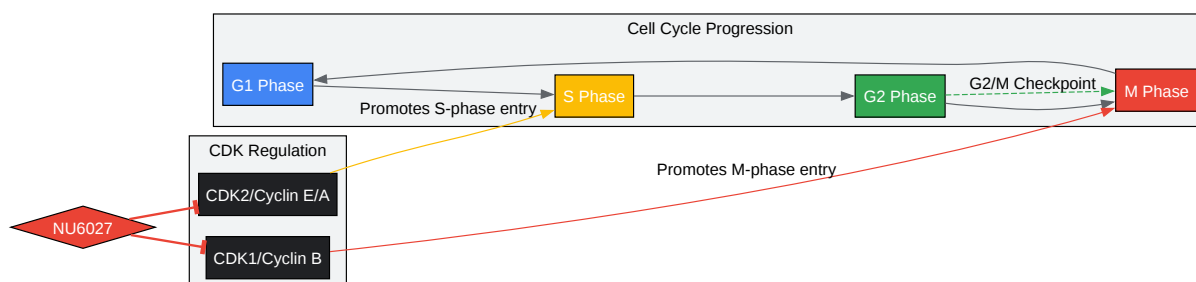 Cell Cycle Progression
G1 Phase
S Phase
G2 Phase
G2/M Checkpoint
M Phase
Promotes S-phase entry
CDK Regulation
CDK2/Cyclin E/A
Promotes M-phase entry
NU6027
CDK1/Cyclin B